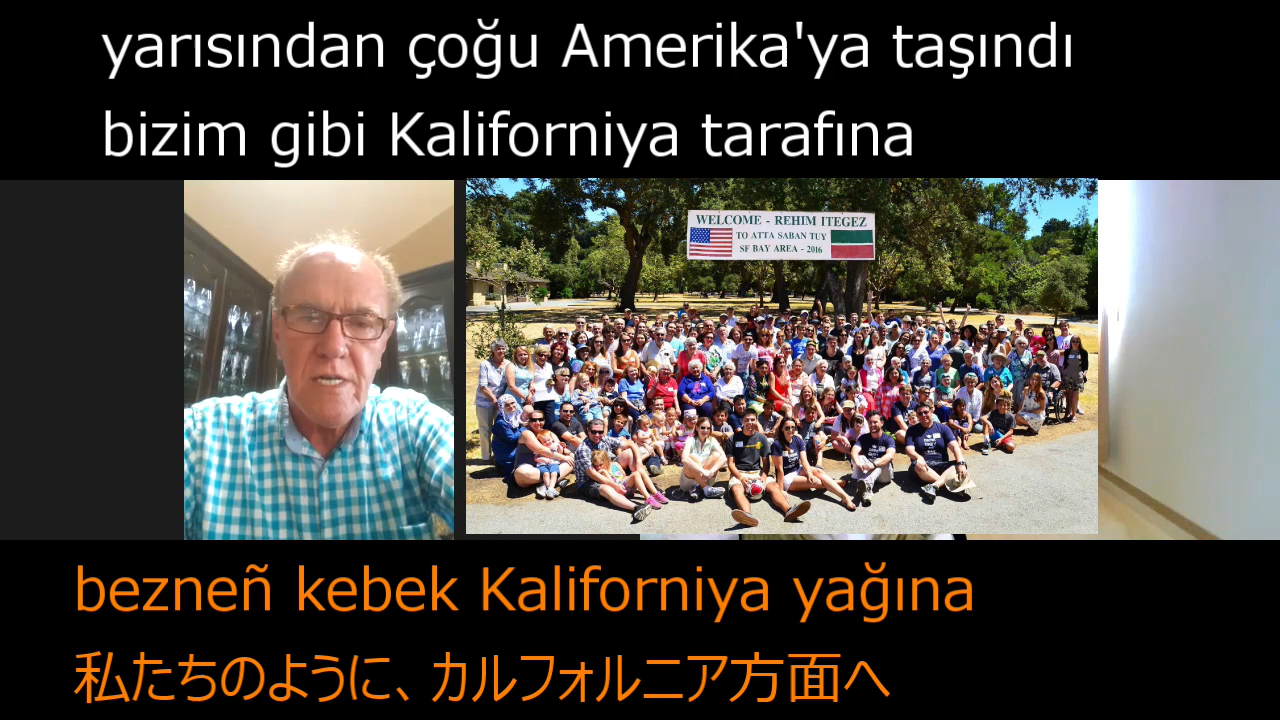 yarısından çoğu Amerika'ya taşındı
bizim gibi Kaliforniya tarafına
WELCOME - REHIM ITEGEZ
TO ATTA SABAN TUY
SF BAY AREA - 2016
bezneñ kebek Kaliforniya yağına
私たちのように、カルフォルニア方面へ